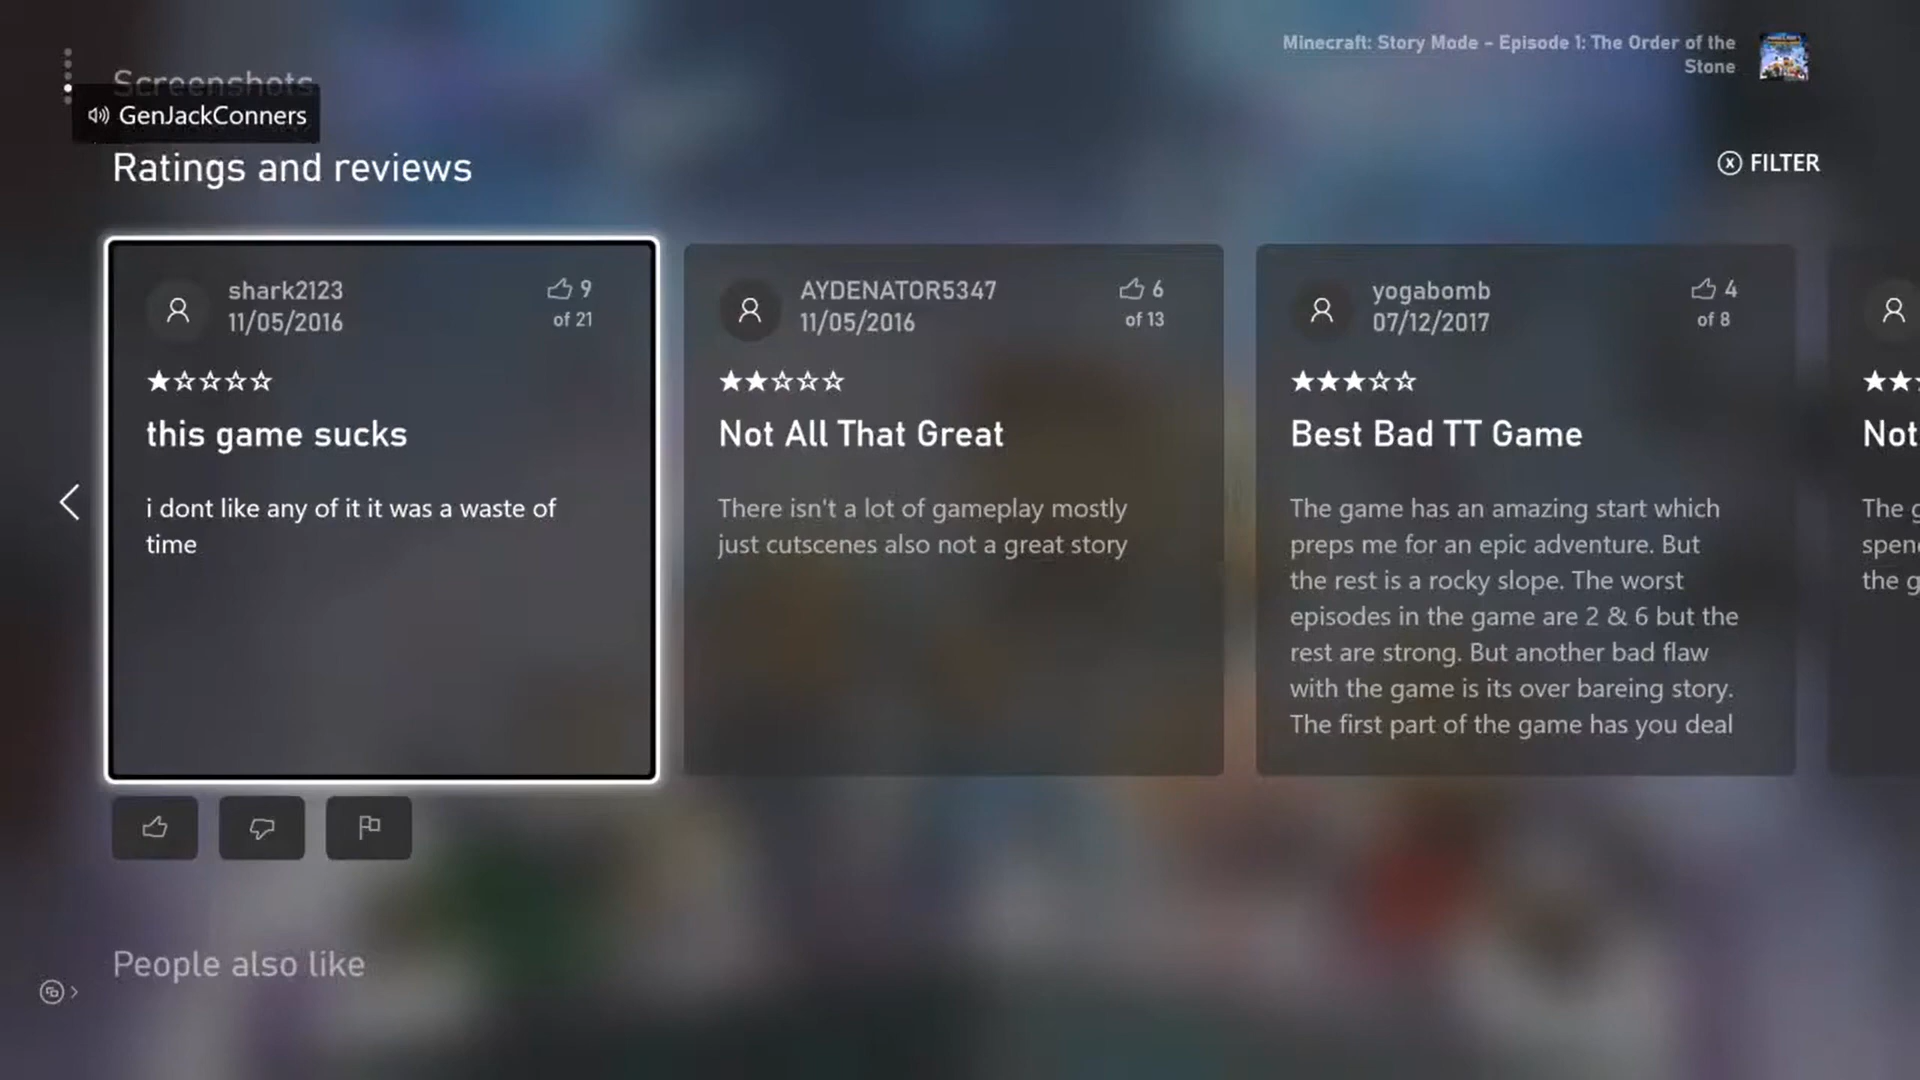 Minecraft: Story Mode - Episode 1: The Order of the
Stone
Screenshots
GenJackConners
Ratings and reviews
FILTER
shark2123
11/05/2016
9
of 21
this game sucks
i dont like any of it it was a waste of
time
AYDENATOR5347
11/05/2016
6
of 13
Not All That Great
There isn't a lot of gameplay mostly
just cutscenes also not a great story
yogabomb
07/12/2017
4
of 8
Best Bad TT Game
The game has an amazing start which
preps me for an epic adventure. But
the rest is a rocky slope. The worst
episodes in the game are 2 & 6 but the
rest are strong. But another bad flaw
with the game is its over bareing story.
The first part of the game has you deal
Not
The g
spen
the g
People also like